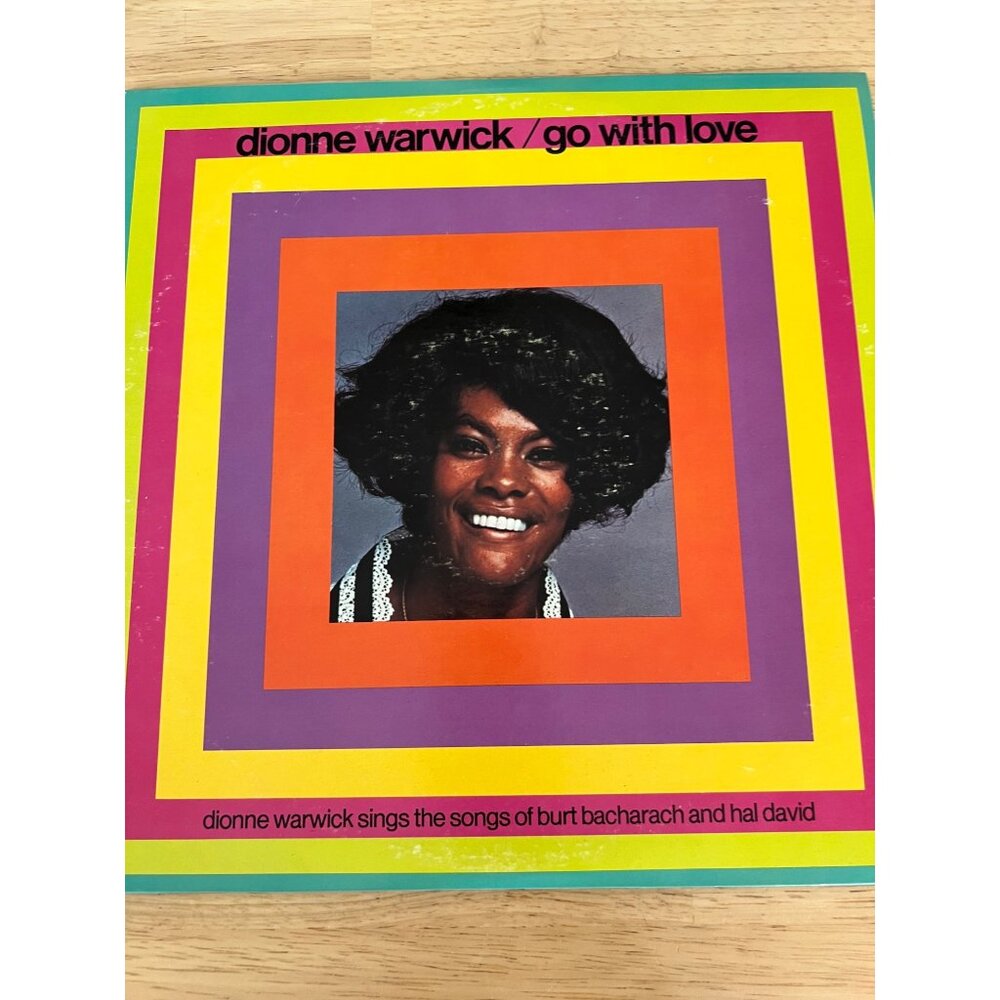 dionne warwick / go with love
dionne warwick sings the songs of burt bacharach and hal david